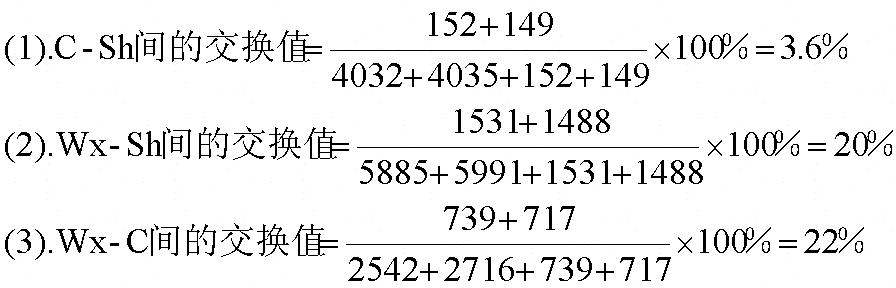 (1).C-Sh间的交换值= (152+149)/(4032+4035+152+149) ×100%=3.6%
(2).Wx-Sh间的交换值= (1531+1488)/(5885+5991+1531+1488) ×100%=20%
(3).Wx-C间的交换值= (739+717)/(2542+2716+739+717) ×100%=22%